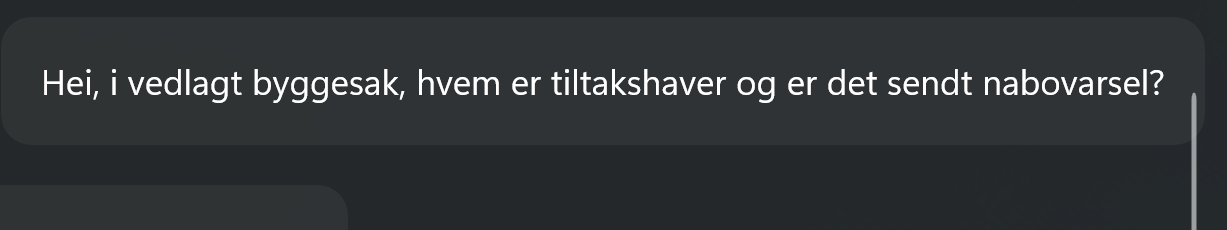 Hei, i vedlagt byggesak, hvem er tiltakshaver og er det sendt nabovarsel?